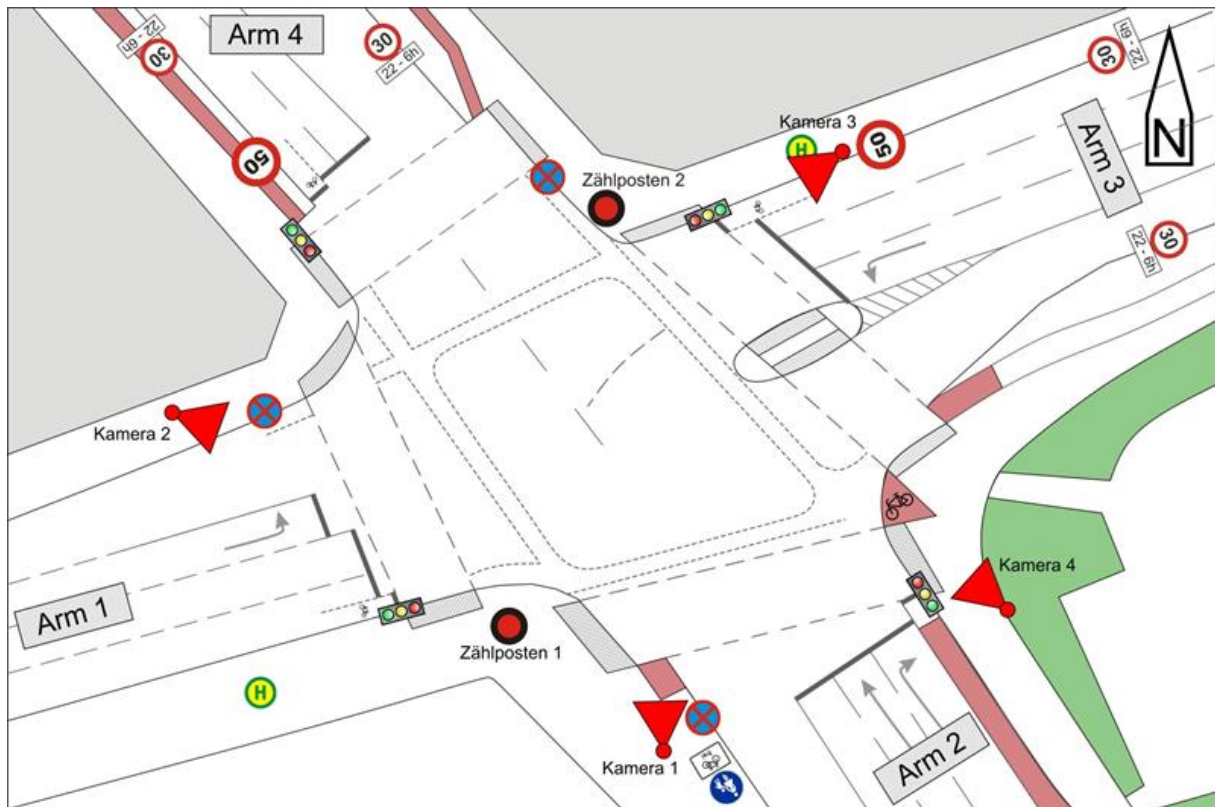 22 - 6h
30
Arm 4
30
22 - 6h
30
22 - 6h
Kamera 3
H
50
N
50
Zählposten 2
Arm 3
30
22 - 6h
Kamera 2
Kamera 4
Arm 1
Zählposten 1
H
Arm 2
Kamera 1